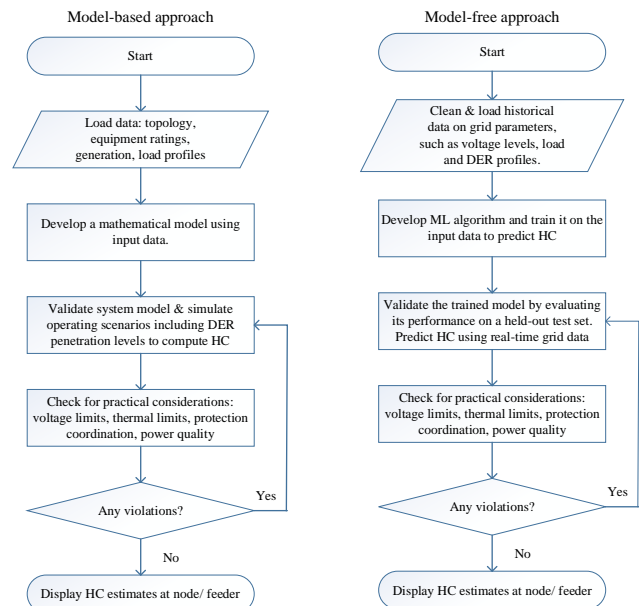 Model-based approach
Start
Load data: topology,
equipment ratings,
generation, load profiles
Develop a mathematical model using
input data.
Validate system model & simulate
operating scenarios including DER
penetration levels to compute HC
Check for practical considerations:
voltage limits, thermal limits, protection
coordination, power quality
Any violations?
Yes
No
Display HC estimates at node/ feeder
Model-free approach
Start
Clean & load historical
data on grid parameters,
such as voltage levels, load
and DER profiles.
Develop ML algorithm and train it on the
input data to predict HC
Validate the trained model by evaluating
its performance on a held-out test set.
Predict HC using real-time grid data
Check for practical considerations:
voltage limits, thermal limits, protection
coordination, power quality
Any violations?
Yes
No
Display HC estimates at node/ feeder